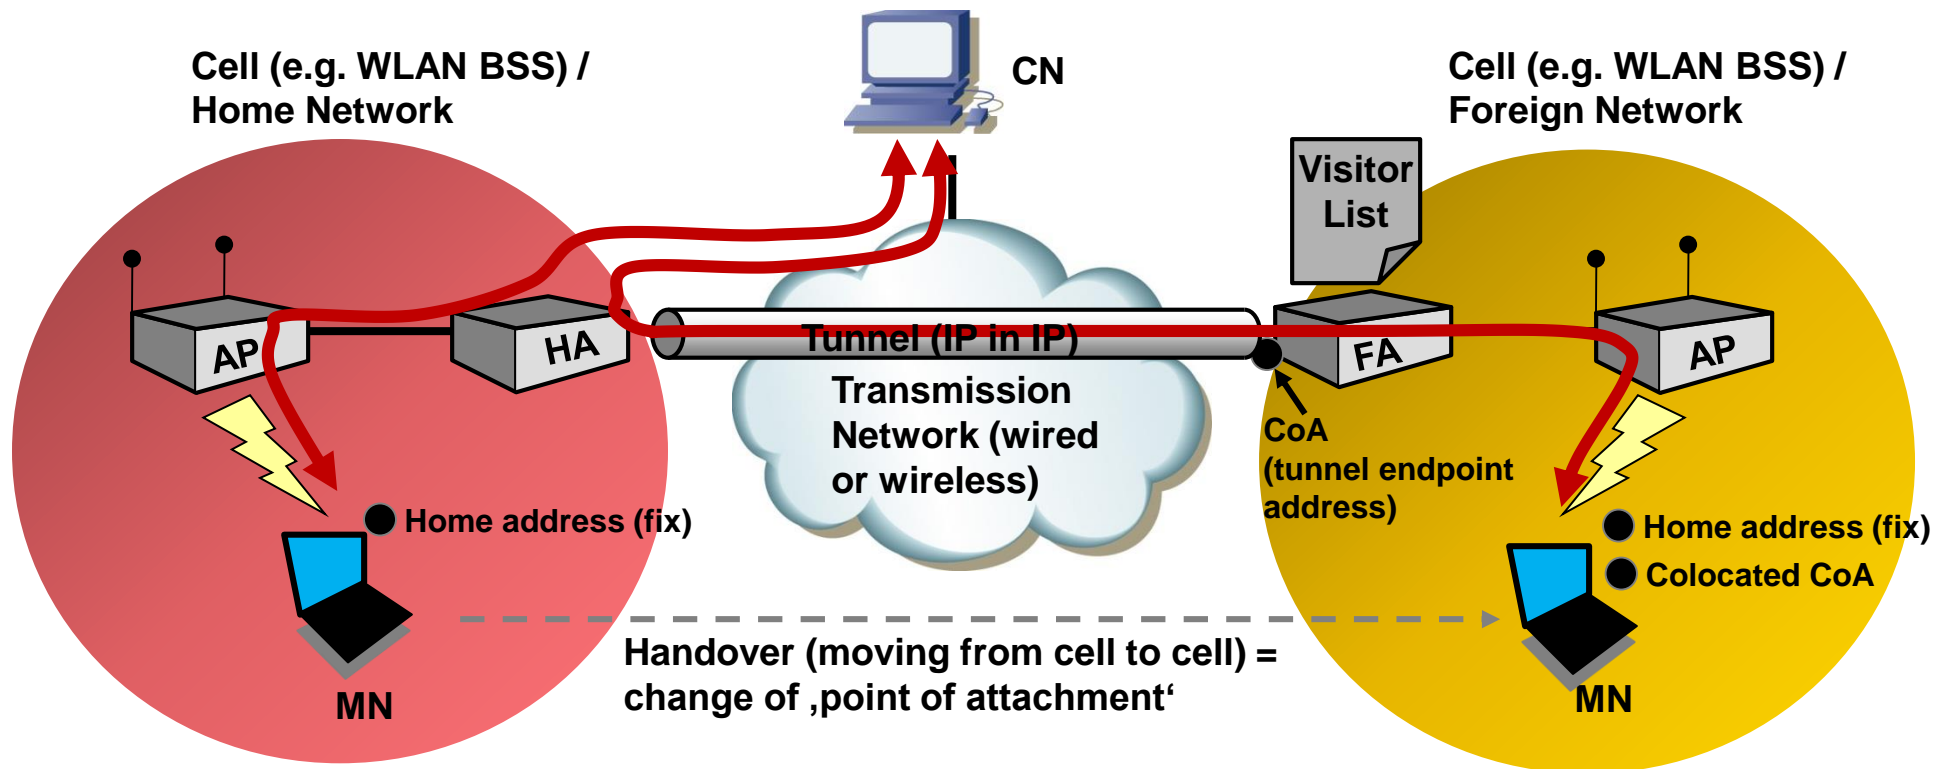 Cell (e.g. WLAN BSS) /
Home Network
CN
Cell (e.g. WLAN BSS) /
Foreign Network
Visitor
List
AP
HA
Tunnel (IP in IP)
FA
AP
Transmission
Network (wired
or wireless)
CoA
(tunnel endpoint
address)
Home address (fix)
Home address (fix)
Colocated CoA
MN
Handover (moving from cell to cell) =
change of ‚point of attachment‘
MN